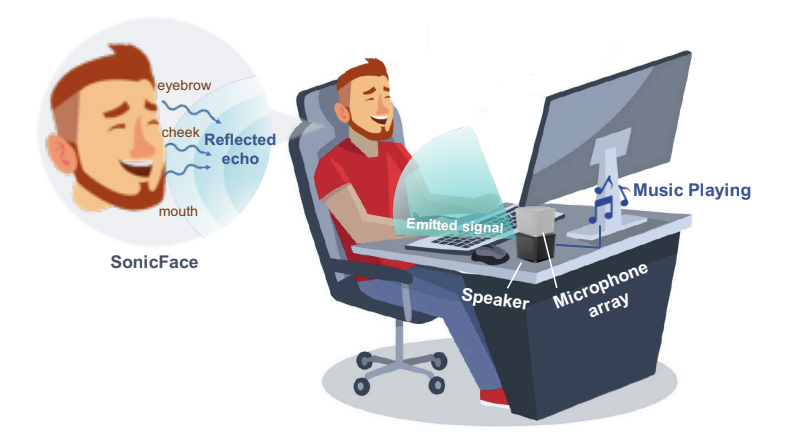 eyebrow
cheek
Reflected
echo
mouth
SonicFace
Emitted signal
Music Playing
Speaker
Microphone
array